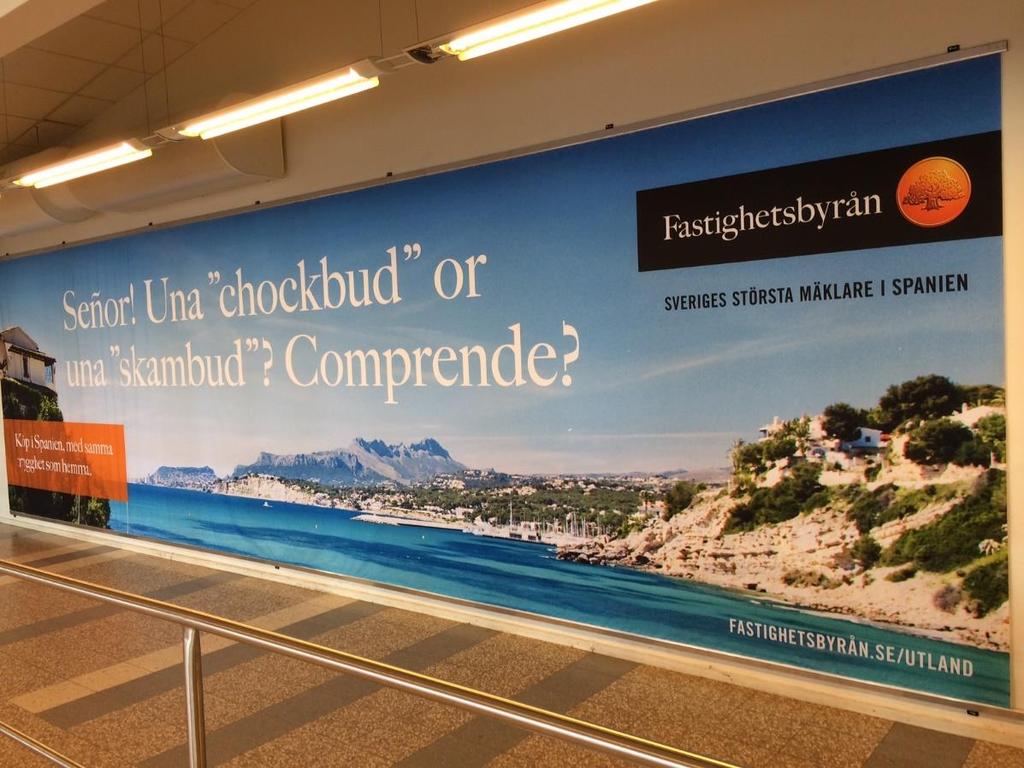 Señor! Una ”chockbud” or
una ”skambud”? Comprende?
Köp i Spanien, med samma
trygghet som hemma.
Fastighetsbyrån
SVERIGES STÖRSTA MÄKLARE I SPANIEN
FASTIGHETSBYRÅN.SE/UTLAND